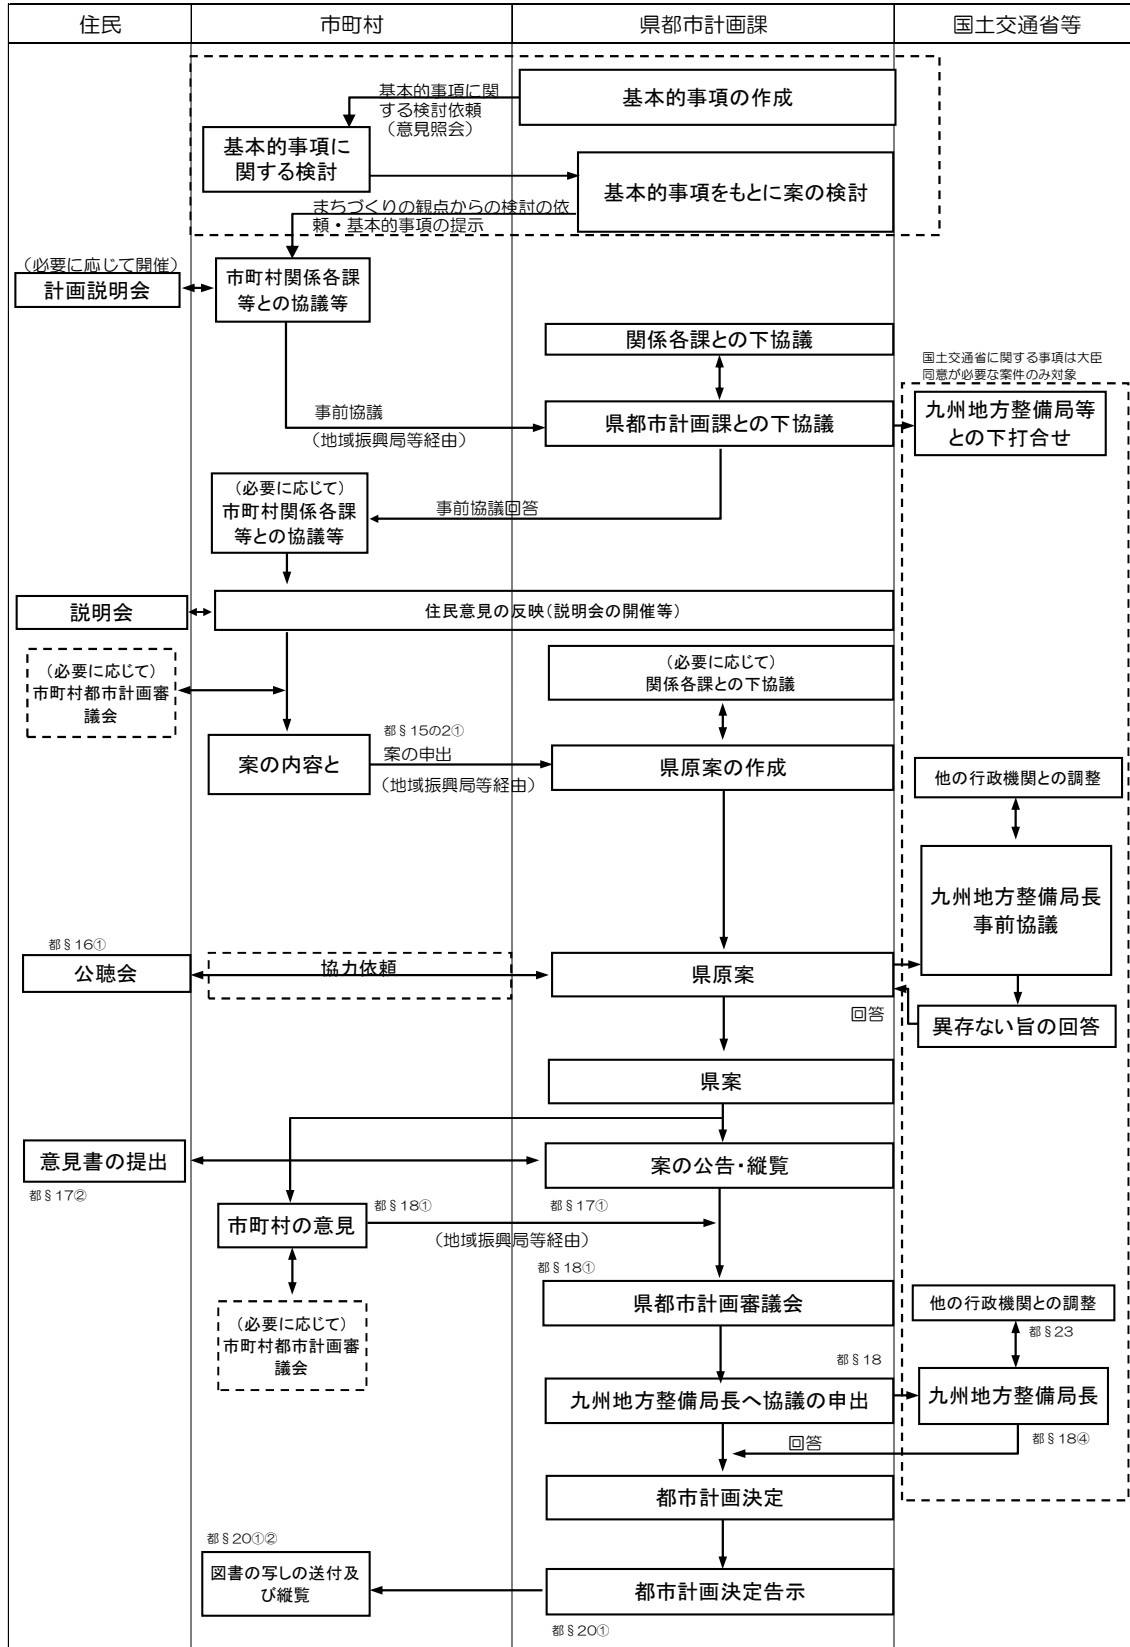 住民
市町村
県都市計画課
国土交通省等
基本的事項の作成
基本的事項に関
する検討依頼
（意見照会）
基本的事項に
関する検討
基本的事項をもとに案の検討
まちづくりの観点からの検討の依
頼・基本的事項の提示
（必要に応じて開催）
計画説明会
市町村関係各課
等との協議等
関係各課との下協議
国土交通省に関する事項は大臣
同意が必要な案件のみ対象
事前協議
（地域振興局等経由）
県都市計画課との下協議
九州地方整備局等
との下打合せ
（必要に応じて）
市町村関係各課
等との協議等
事前協議回答
説明会
住民意見の反映（説明会の開催等）
（必要に応じて）
市町村都市計画審
議会
（必要に応じて）
関係各課との下協議
案の内容と
都§15の2①
案の申出
（地域振興局等経由）
県原案の作成
他の行政機関との調整
九州地方整備局長
事前協議
都§16①
公聴会
協力依頼
県原案
回答
異存ない旨の回答
県案
意見書の提出
都§17②
案の公告・縦覧
都§17①
市町村の意見
都§18①
（地域振興局等経由）
都§18①
県都市計画審議会
他の行政機関との調整
都§23
（必要に応じて）
市町村都市計画審
議会
都§18
九州地方整備局長へ協議の申出
九州地方整備局長
都§18④
回答
都市計画決定
都§20①②
図書の写しの送付及
び縦覧
都市計画決定告示
都§20①